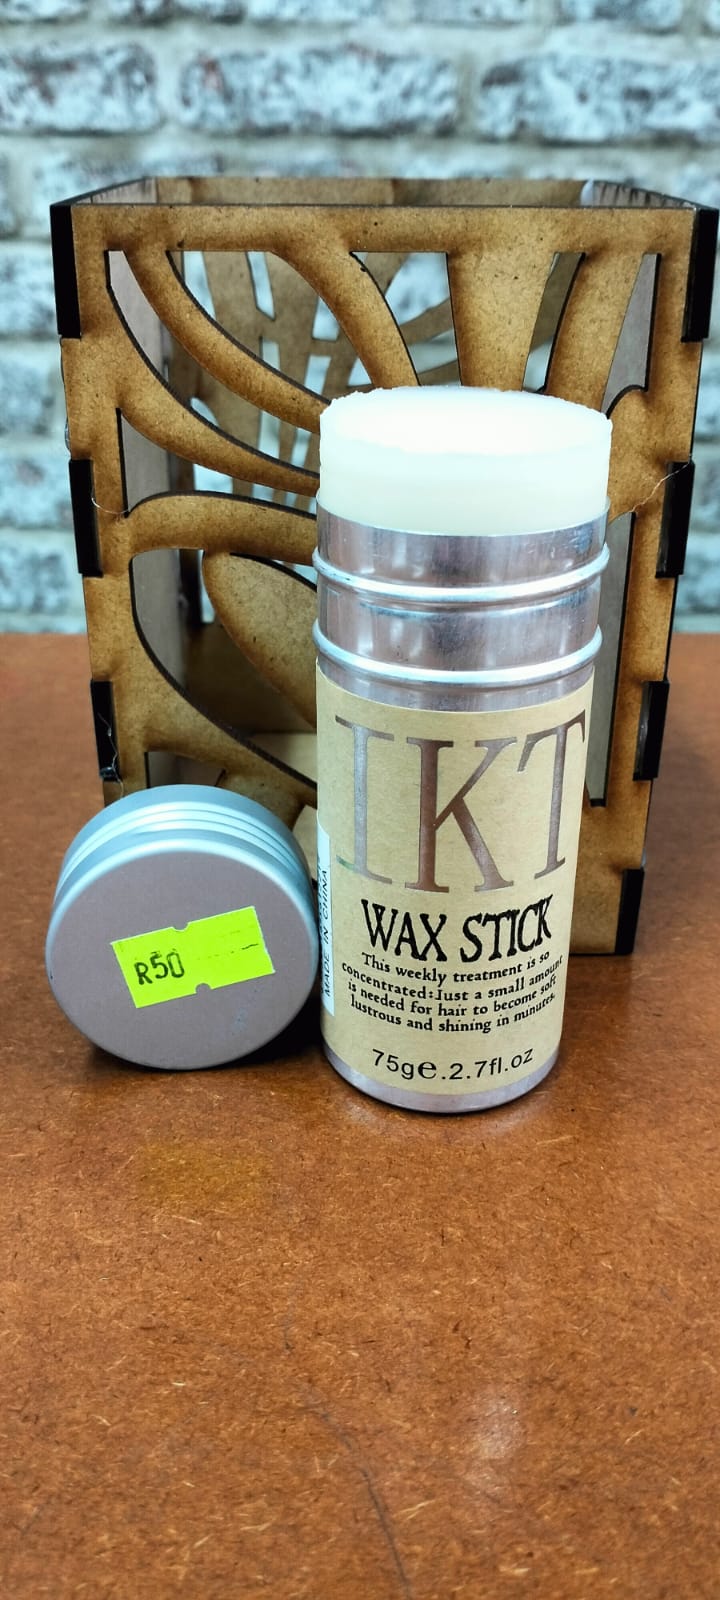 IKT
WAX STICK
This weekly treatment is so
concentrated:Just a small amount
is needed for hair to become soft
lustrous and shining in minutes.
75g℮.2.7fl.oz
MADE IN CHINA
R50